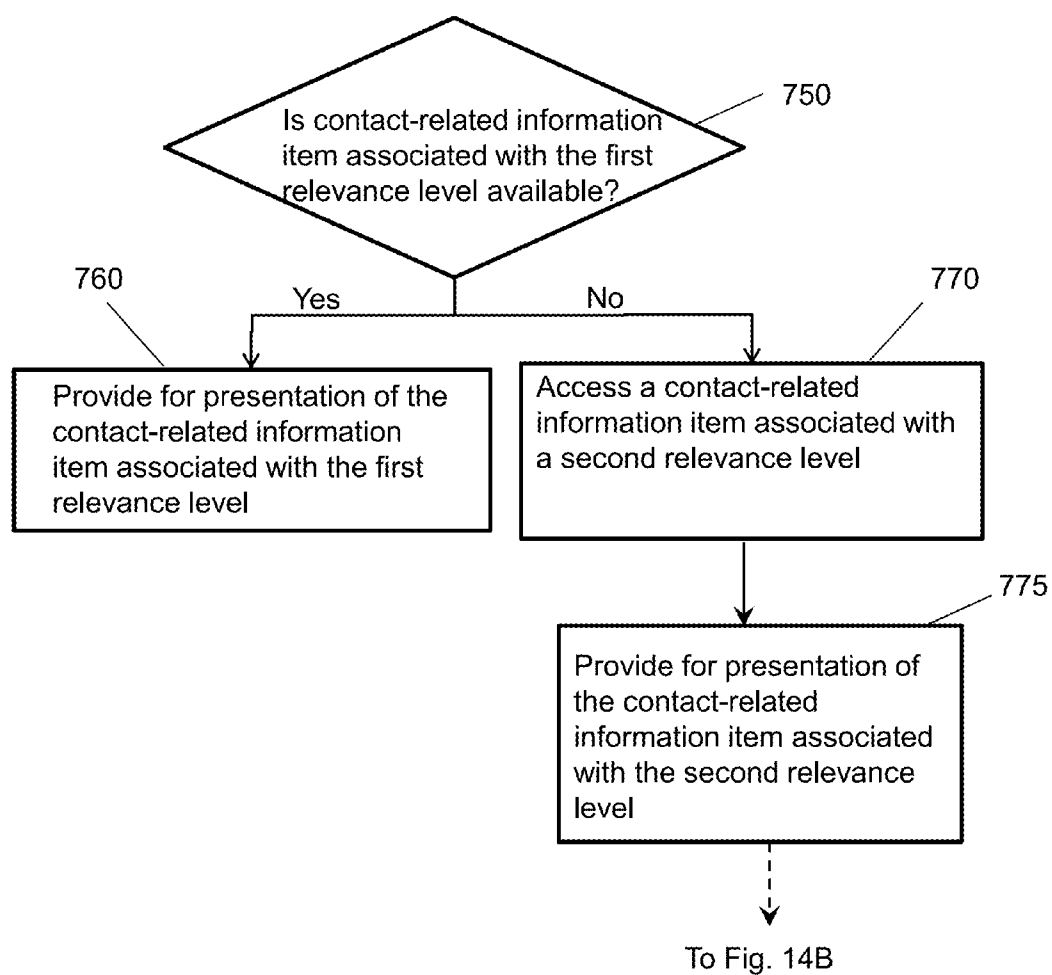 750
Is contact-related information
item associated with the first
relevance level available?
760
770
Yes
No
Provide for presentation of the
contact-related information
item associated with the first
relevance level
Access a contact-related
information item associated with
a second relevance level
775
Provide for presentation of
the contact-related
information item associated
with the second relevance
level
To Fig. 14B